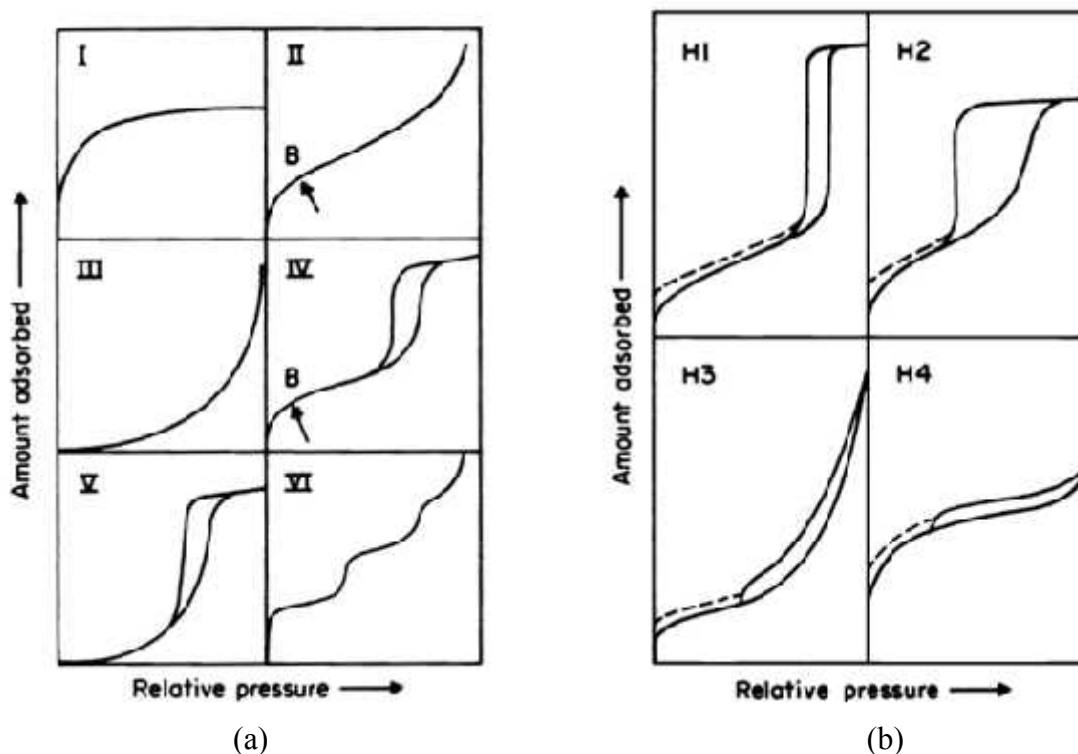 I
II
B
III
IV
B
V
VI
Amount adsorbed
Relative pressure
(a)
H1
H2
H3
H4
Amount adsorbed
Relative pressure
(b)